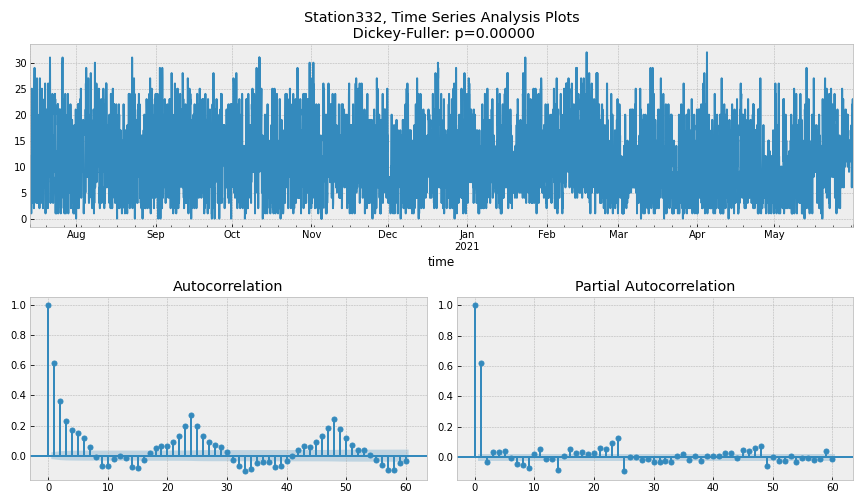 Station332, Time Series Analysis Plots
Dickey-Fuller: p=0.00000
30
25
20
15
10
5
0
Aug Sep Oct Nov Dec Jan Feb Mar Apr May
2021
time
Autocorrelation
1.0
0.8
0.6
0.4
0.2
0.0
0 10 20 30 40 50 60
Partial Autocorrelation
1.0
0.8
0.6
0.4
0.2
0.0
0 10 20 30 40 50 60